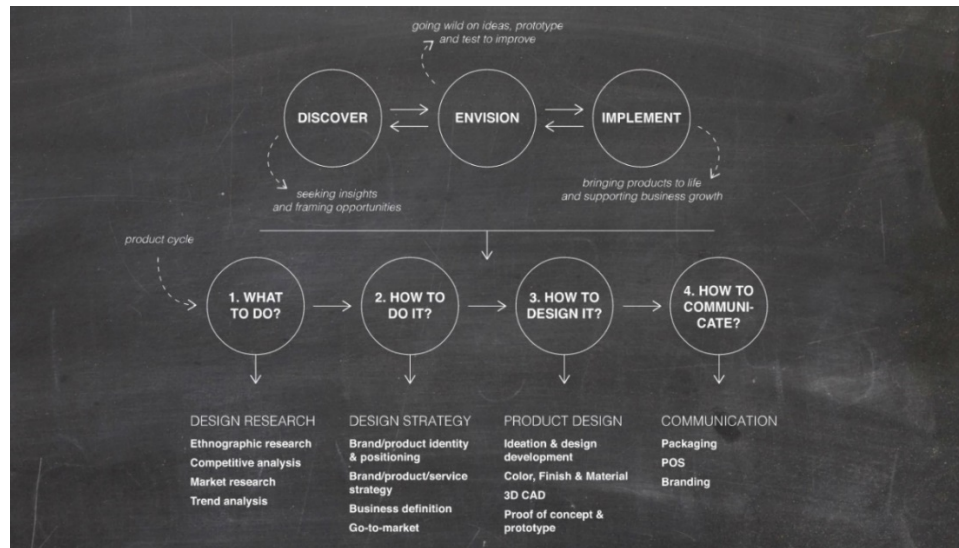 going wild on ideas, prototype
and test to improve
DISCOVER
ENVISION
IMPLEMENT
seeking insights
and framing opportunities
bringing products to life
and supporting business growth
product cycle
1. WHAT
TO DO?
2. HOW TO
DO IT?
3. HOW TO
DESIGN IT?
4. HOW TO
COMMUNI-
CATE?
DESIGN RESEARCH
Ethnographic research
Competitive analysis
Market research
Trend analysis
DESIGN STRATEGY
Brand/product identity
& positioning
Brand/product/service
strategy
Business definition
Go-to-market
PRODUCT DESIGN
Ideation & design
development
Color, Finish & Material
3D CAD
Proof of concept &
prototype
COMMUNICATION
Packaging
POS
Branding